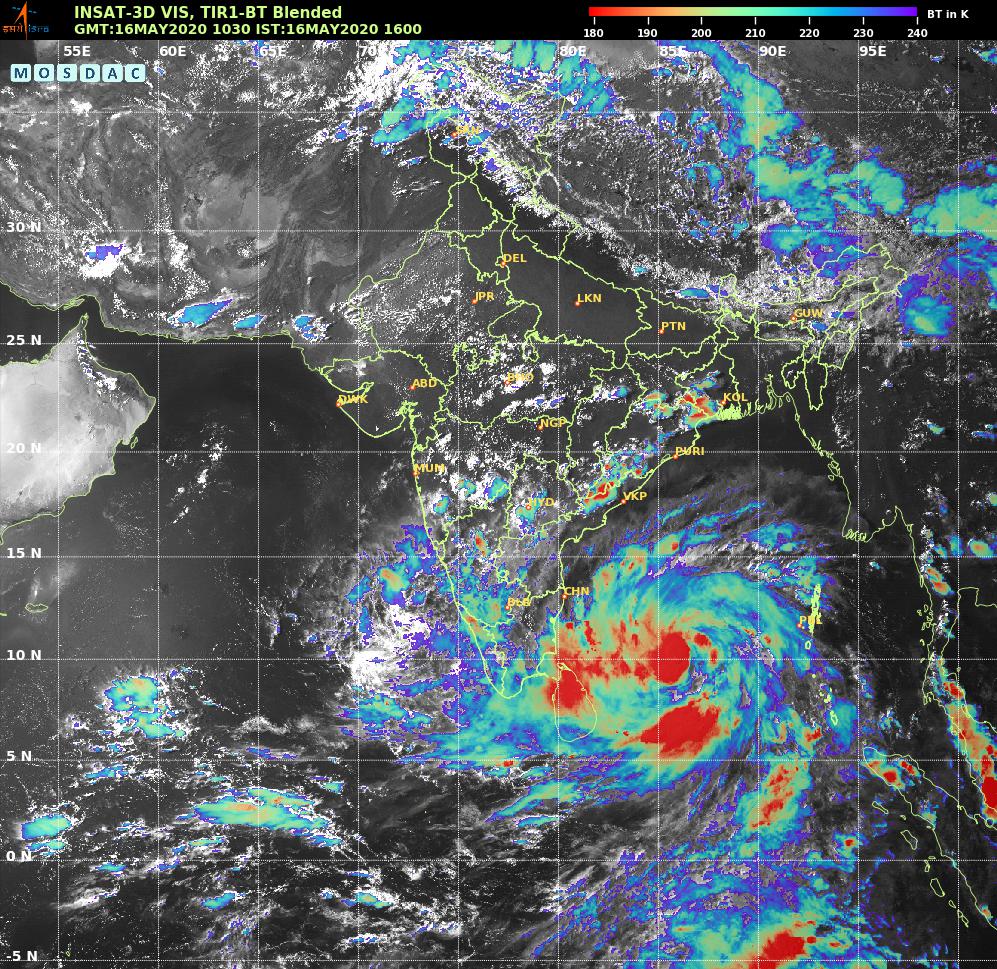 INSAT-3D VIS, TIR1-BT Blended
GMT:16MAY2020 1030 IST:16MAY2020 1600
BT in K
180 190 200 210 220 230 240
55E 60E 65E 70E 75E 80E 85E 90E 95E
MOSDAC
30 N
DEL
JPR
LKN
GUW
PTN
25 N
ABD
DWK
KOL
NGP
20 N
PURI
MUM
VKP
HYD
15 N
CHN
BLR
10 N
5 N
0 N
-5 N